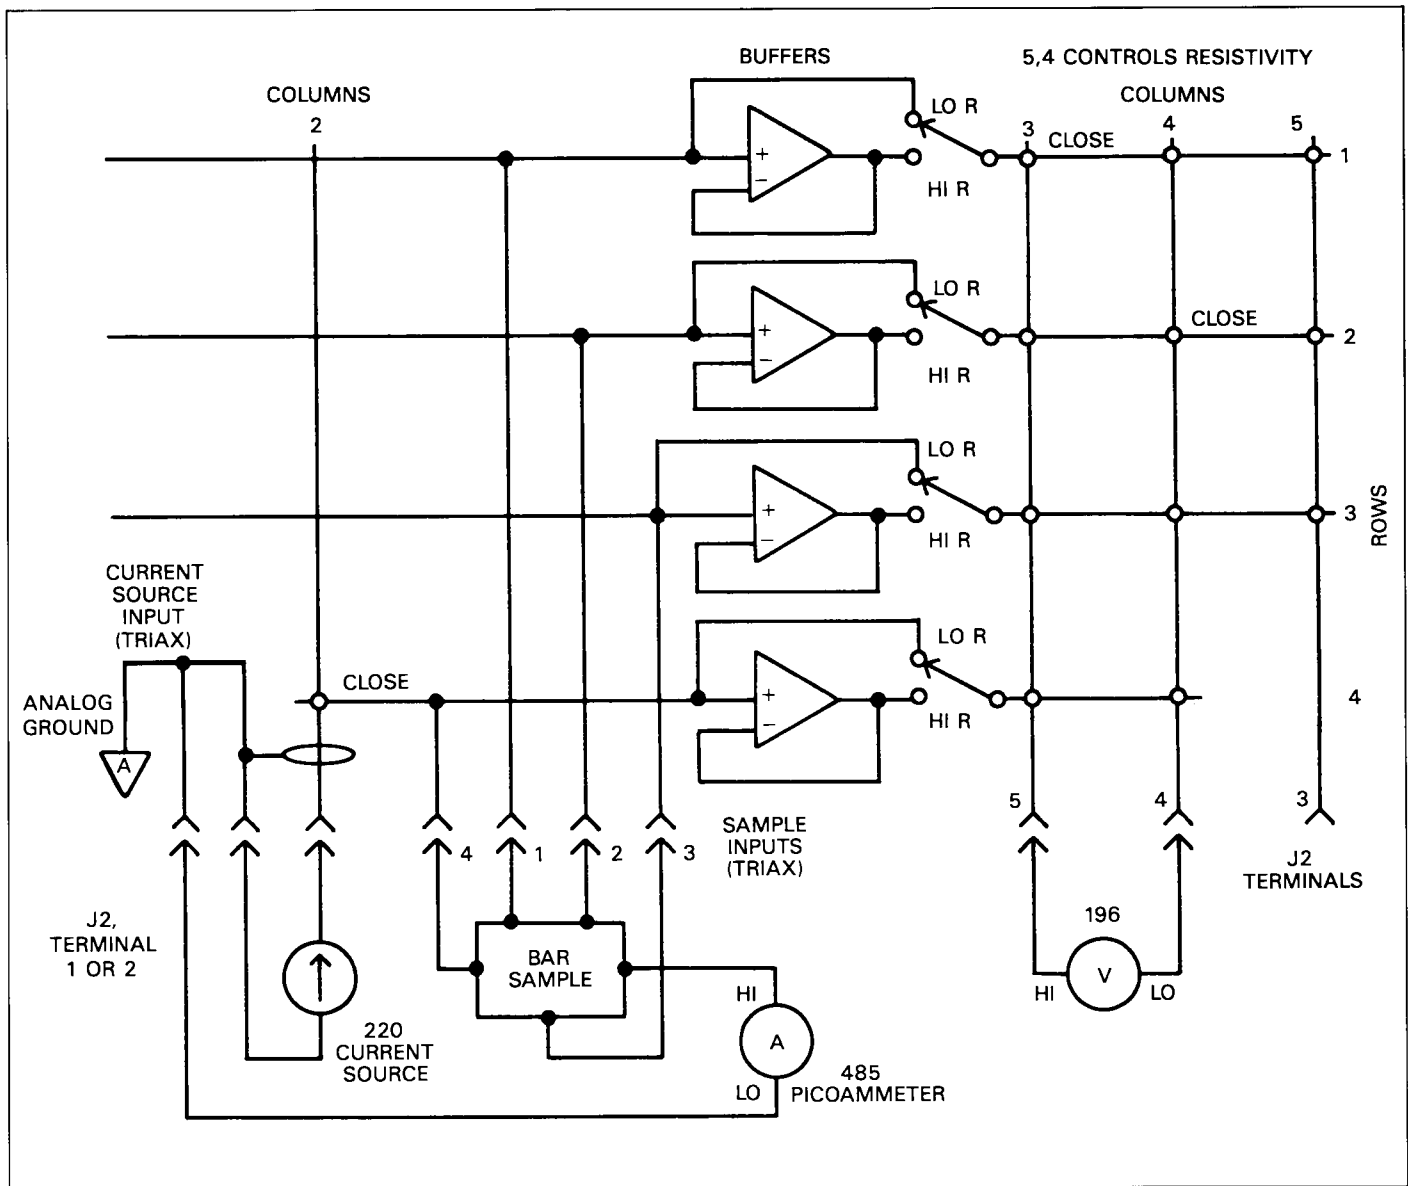 BUFFERS
5,4 CONTROLS RESISTIVITY
COLUMNS
2
COLUMNS
3
4
5
LO R
CLOSE
1
+
−
HI R
LO R
CLOSE
2
+
−
HI R
LO R
3
+
−
HI R
ROWS
CURRENT
SOURCE
INPUT
(TRIAX)
LO R
ANALOG
GROUND
CLOSE
4
+
−
HI R
A
5
4
3
SAMPLE
INPUTS
(TRIAX)
4
1
2
3
J2
TERMINALS
J2,
TERMINAL
1 OR 2
BAR
SAMPLE
196
V
HI
LO
HI
A
LO
220
CURRENT
SOURCE
485
PICOAMMETER